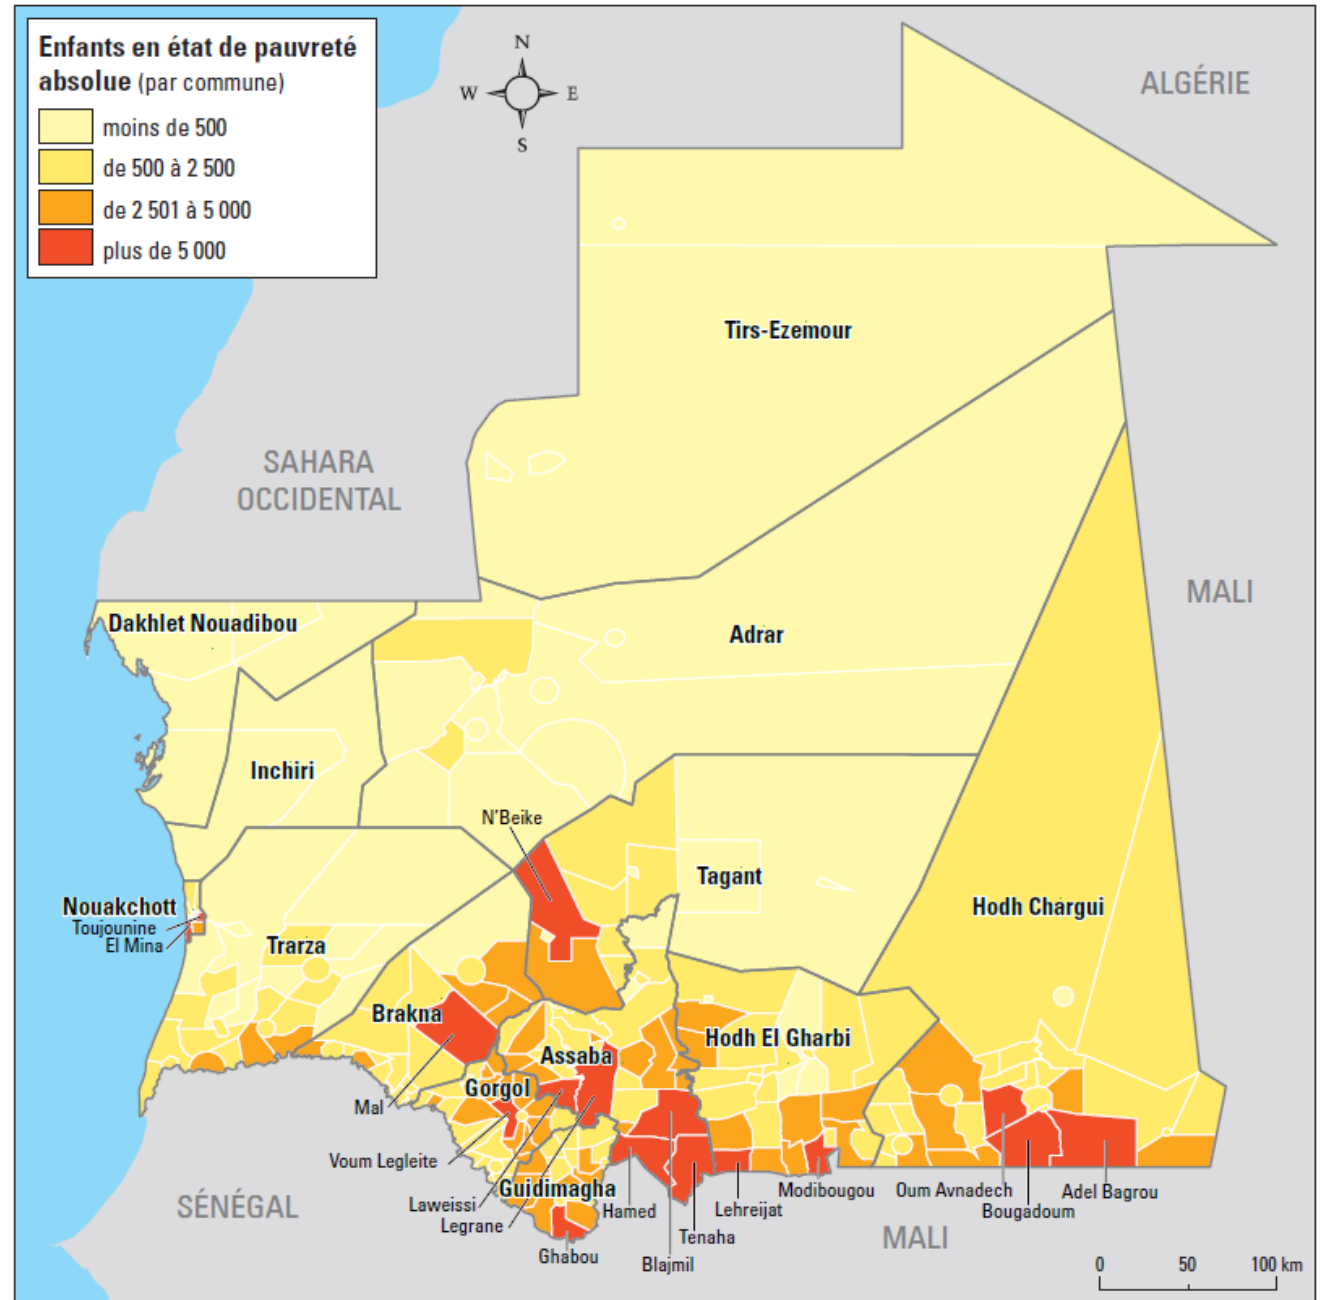 Enfants en état de pauvreté
absolue (par commune)
moins de 500
de 500 à 2 500
de 2 501 à 5 000
plus de 5 000
N
W E
S
ALGÉRIE
Tirs-Ezemour
SAHARA
OCCIDENTAL
MALI
Dakhlet Nouadibou
Adrar
Inchiri
N'Beike
Tagant
Hodh Chargui
Nouakchott
Toujounine
El Mina
Trarza
Brakna
Hodh El Gharbi
Assaba
Gorgol
Mal
Voum Legleite
Guidimagha
Laweissi
Legrane
Hamed
Modibougou
Oum Avnadech
Adel Bagrou
Lehreijat
Bougadoum
SÉNÉGAL
Tenaha
MALI
Ghabou
Blajmil
0 50 100 km